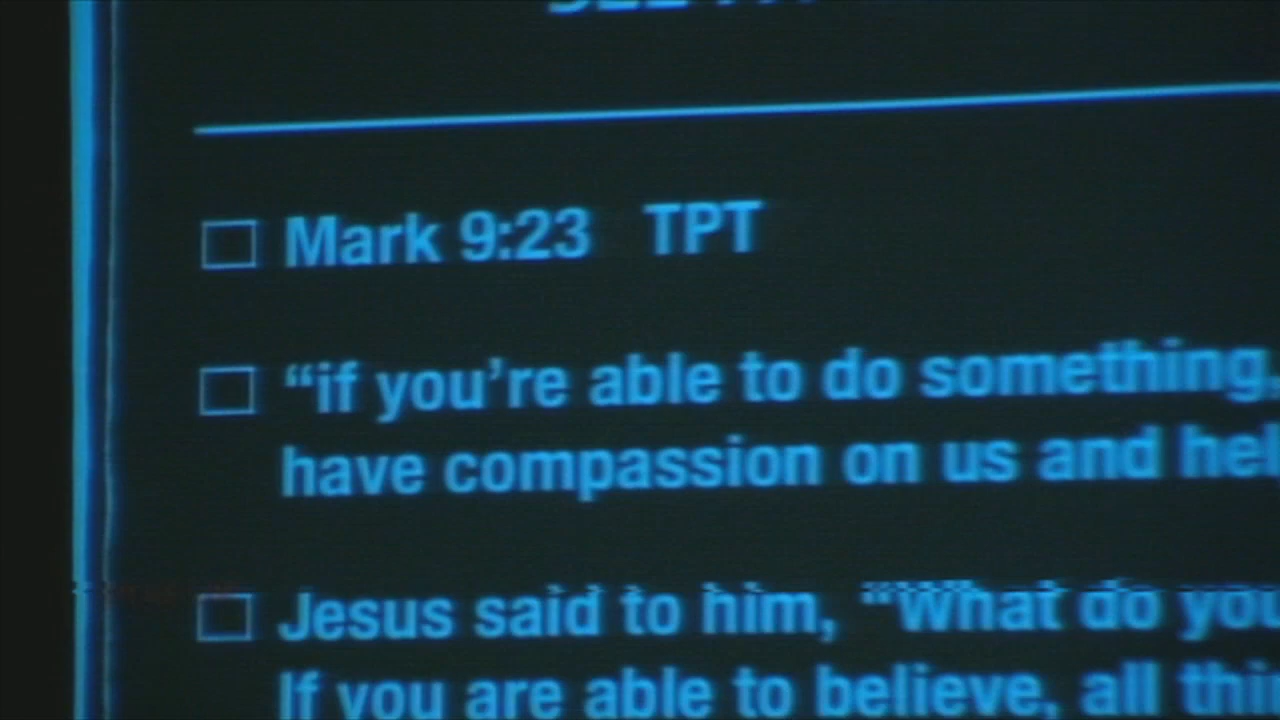 Mark 9:23 TPT
“if you’re able to do something,
have compassion on us and
Jesus said to him, “What do you
If you are able to believe, all